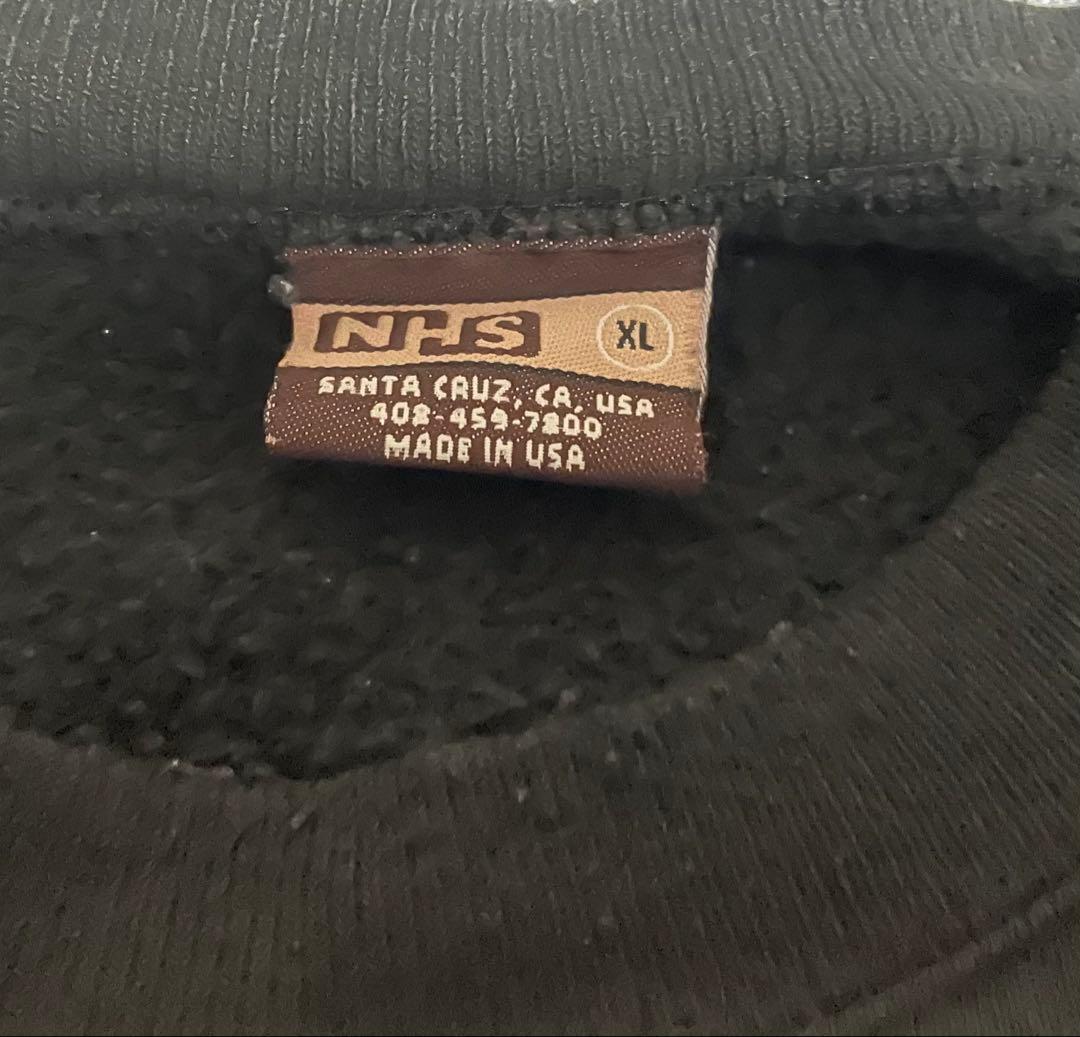 NHS XL
SANTA CRUZ, CA, USA
408-459-7800
MADE IN USA